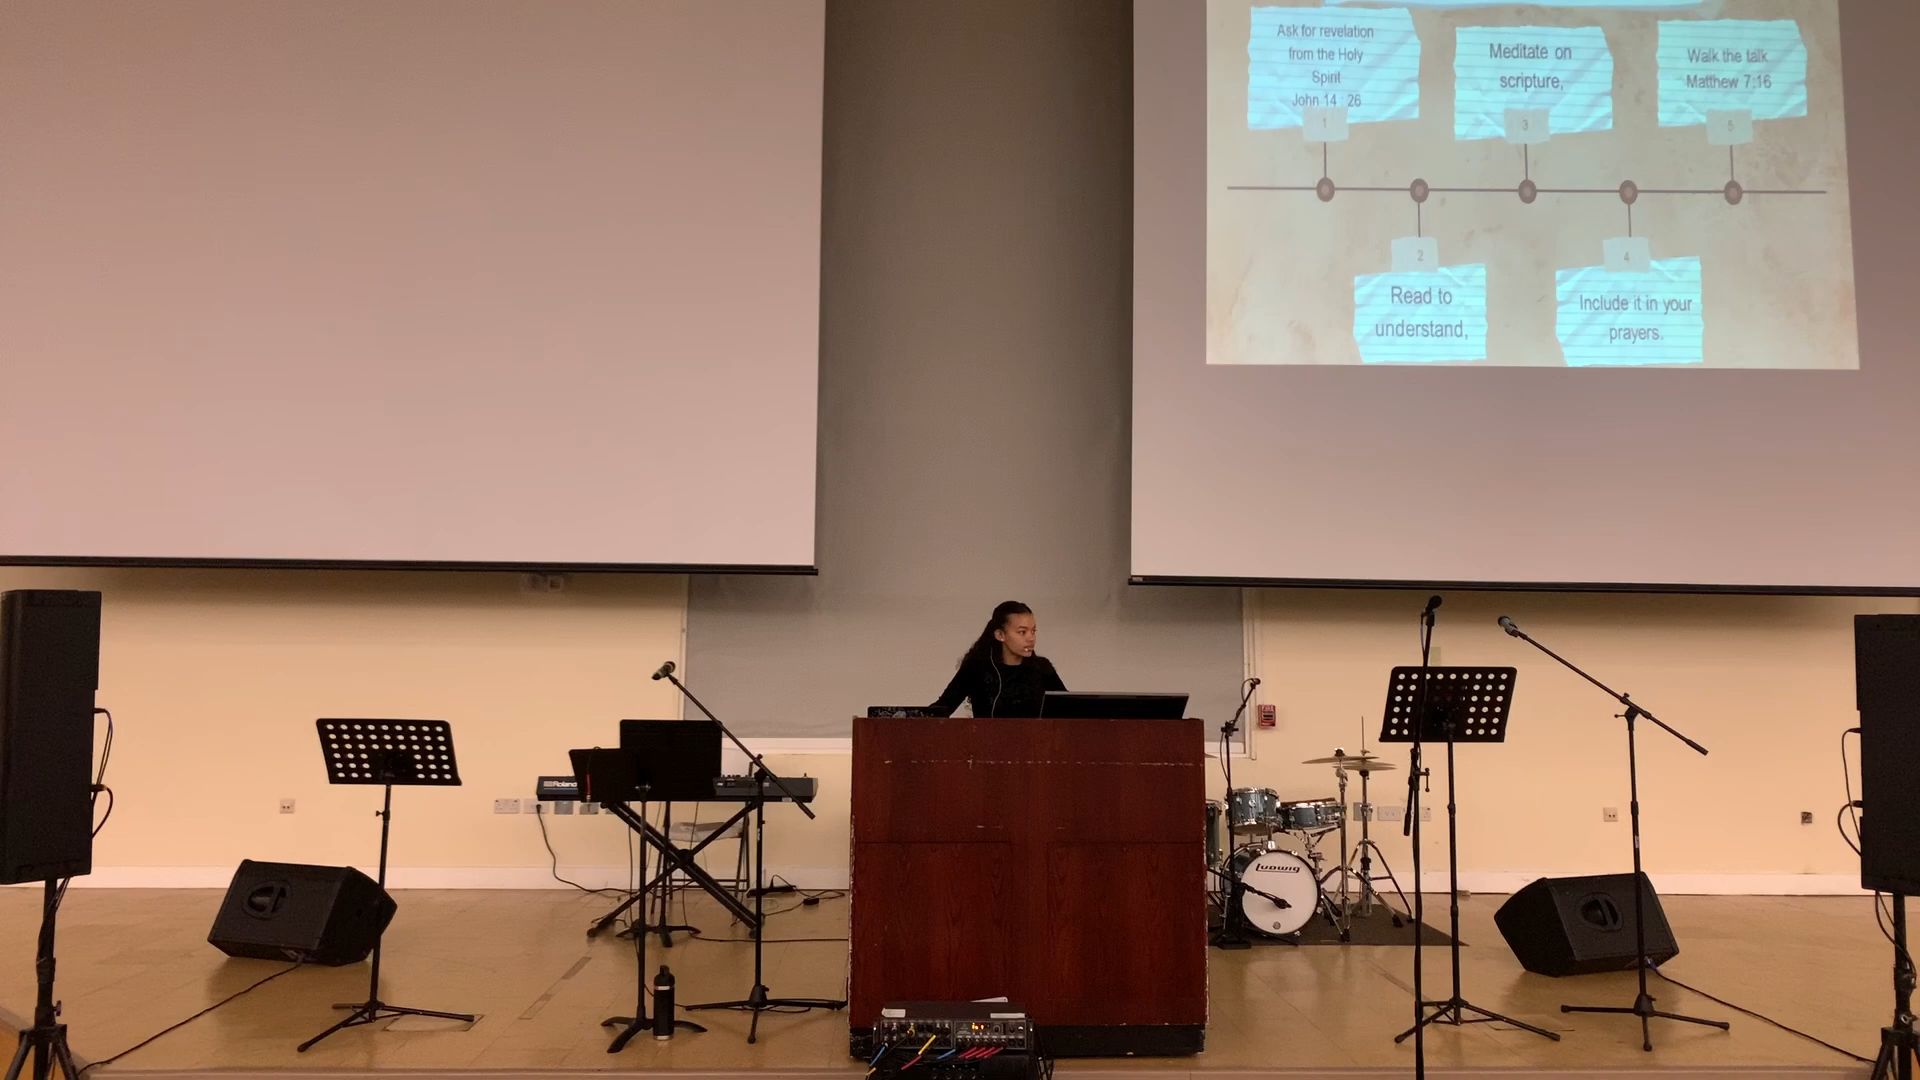 Ask for revelation
from the Holy
Spirit
John 14 : 26
1
Meditate on
scripture,
3
Walk the talk
Matthew 7:16
5
2
Read to
understand,
4
Include it in your
prayers.
Roland
Ludwig